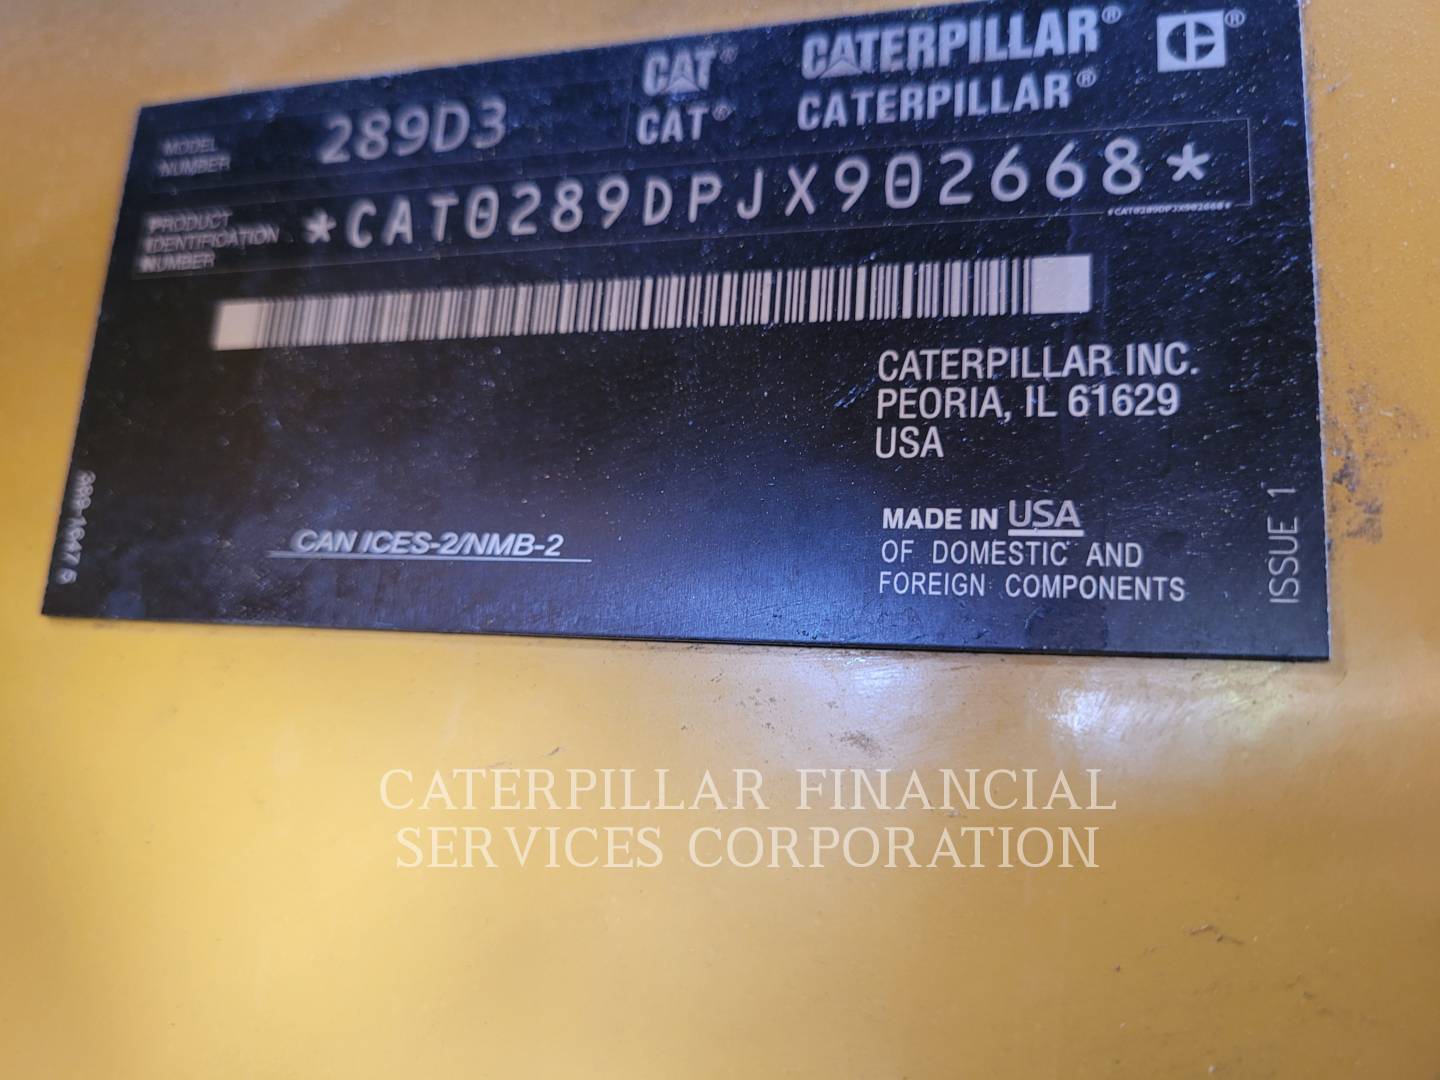 CAT® CATERPILLAR®
CAT® CATERPILLAR®
MODEL NUMBER 289D3
PRODUCT IDENTIFICATION NUMBER *CAT0289DPJX902668*
*CAT0289DPJX902668*
CATERPILLAR INC.
PEORIA, IL 61629
USA
MADE IN USA
OF DOMESTIC AND
FOREIGN COMPONENTS
CAN ICES-2/NMB-2
ISSUE 1
CATERPILLAR FINANCIAL
SERVICES CORPORATION